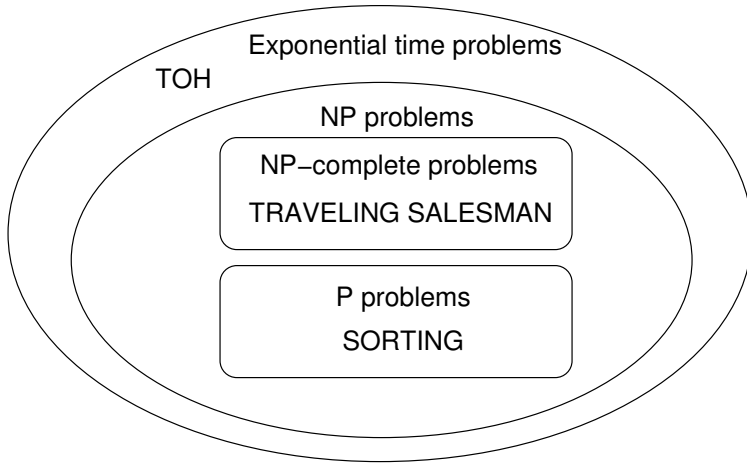 Exponential time problems
TOH
NP problems
NP−complete problems
TRAVELING SALESMAN
P problems
SORTING